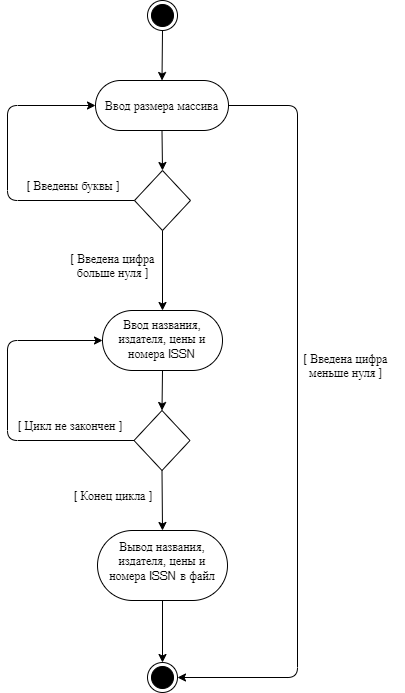 Ввод размера массива
[ Введены буквы ]
[ Введена цифра
больше нуля ]
Ввод названия,
издателя, цены и
номера ISSN
[ Введена цифра
меньше нуля ]
[ Цикл не закончен ]
[ Конец цикла ]
Вывод названия,
издателя, цены и
номера ISSN в файл